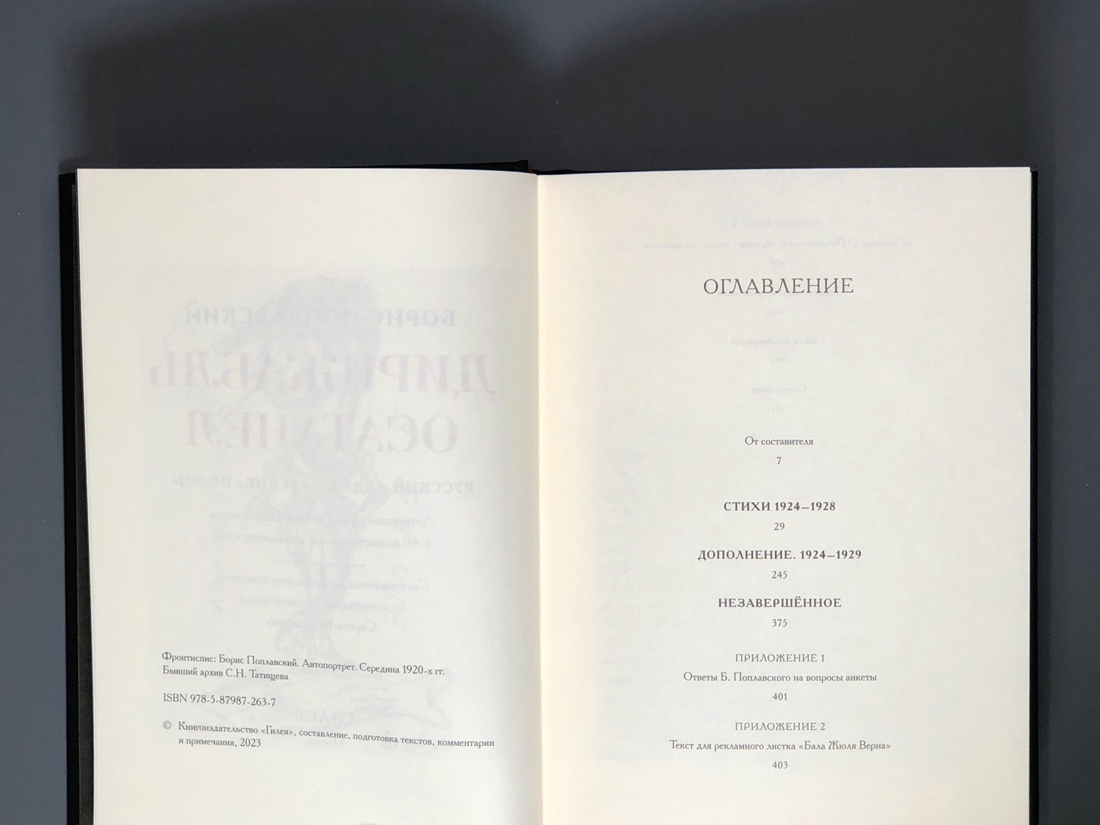 Фронтиспис: Борис Поплавский. Автопортрет. Середина 1920-х гг.
Бывший архив С.Н. Татищева
ISBN 978-5-87987-263-7
© Книгоиздательство «Гилея», составление, подготовка текстов, комментарии
и примечания, 2023
ОГЛАВЛЕНИЕ
От составителя
7
СТИХИ 1924–1928
29
ДОПОЛНЕНИЕ. 1924–1929
245
НЕЗАВЕРШЁННОЕ
375
ПРИЛОЖЕНИЕ 1
Ответы Б. Поплавского на вопросы анкеты
401
ПРИЛОЖЕНИЕ 2
Текст для рекламного листка «Бала Жюля Верна»
403